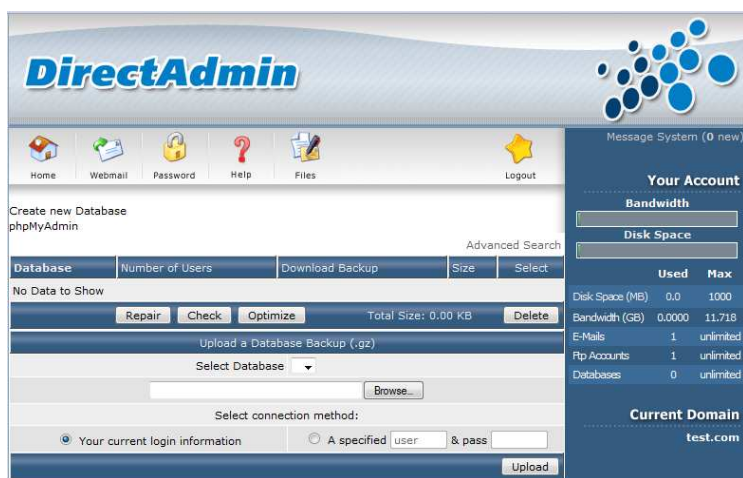 DirectAdmin
Home Webmail Password Help Files Logout
Create new Database
phpMyAdmin
Advanced Search
Database Number of Users Download Backup Size Select
No Data to Show
Repair Check Optimize Total Size: 0.00 KB Delete
Upload a Database Backup (.gz)
Select Database
Browse...
Select connection method:
Your current login information A specified user & pass
Upload
Message System (0 new)
Your Account
Bandwidth
Disk Space
Used Max
Disk Space (MB) 0.0 1000
Bandwidth (GB) 0.0000 11.718
E-Mails 1 unlimited
Ftp Accounts 1 unlimited
Databases 0 unlimited
Current Domain
test.com